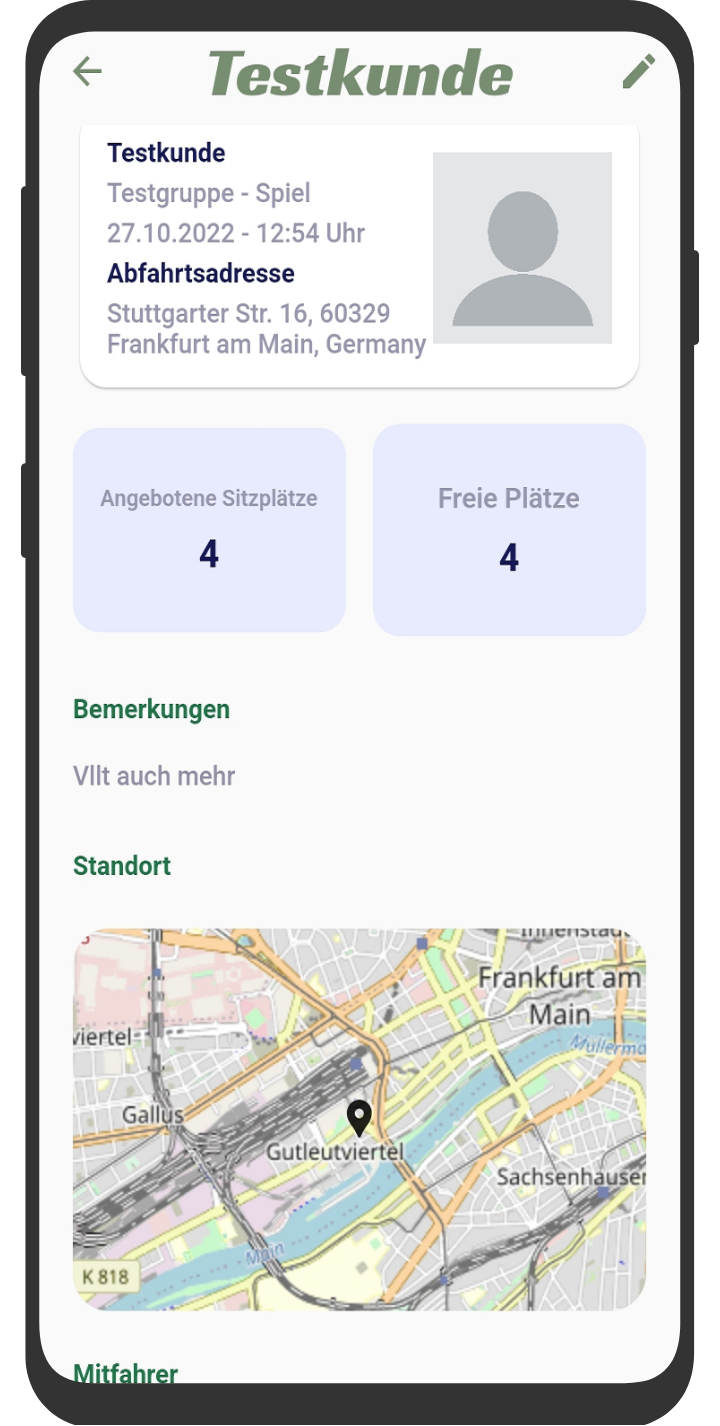 Testkunde
Testkunde
Testgruppe - Spiel
27.10.2022 - 12:54 Uhr
Abfahrtsadresse
Stuttgarter Str. 16, 60329
Frankfurt am Main, Germany
Angebotene Sitzplätze
4
Freie Plätze
4
Bemerkungen
Vllt auch mehr
Standort
Innenstadt
Frankfurt am
Main
viertel
Mullerma
Gallus
Gutleutviertel
Sachsenhausen
Main
K 818
Mitfahrer